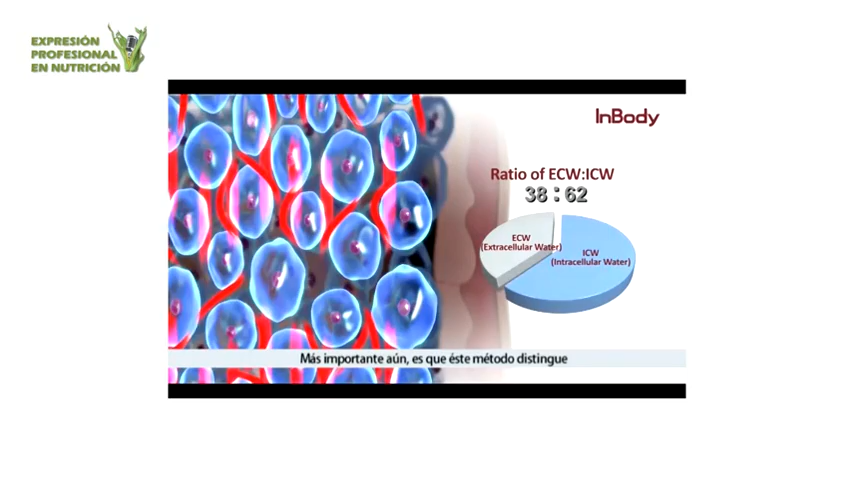 EXPRESIÓN
PROFESIONAL
EN NUTRICIÓN
InBody
Ratio of ECW:ICW
38 : 62
ECW
(Extracellular Water)
ICW
(Intracellular Water)
Más importante aún, es que éste método distingue